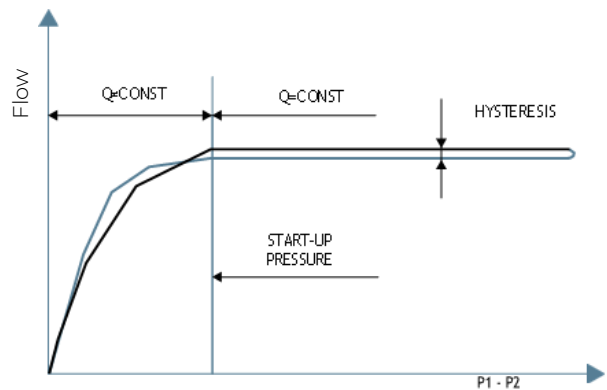 Flow
Q≠CONST
Q=CONST
HYSTERESIS
START-UP
PRESSURE
P1 - P2